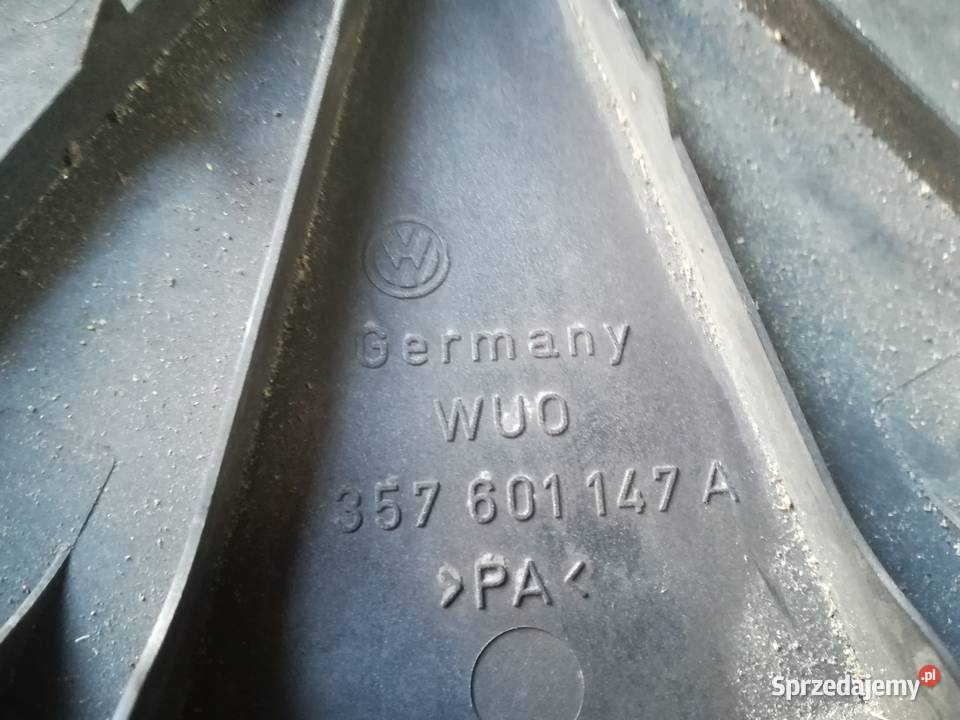 Germany
WUO
357 601 147 A
>PA<
Sprzedajemy.pl